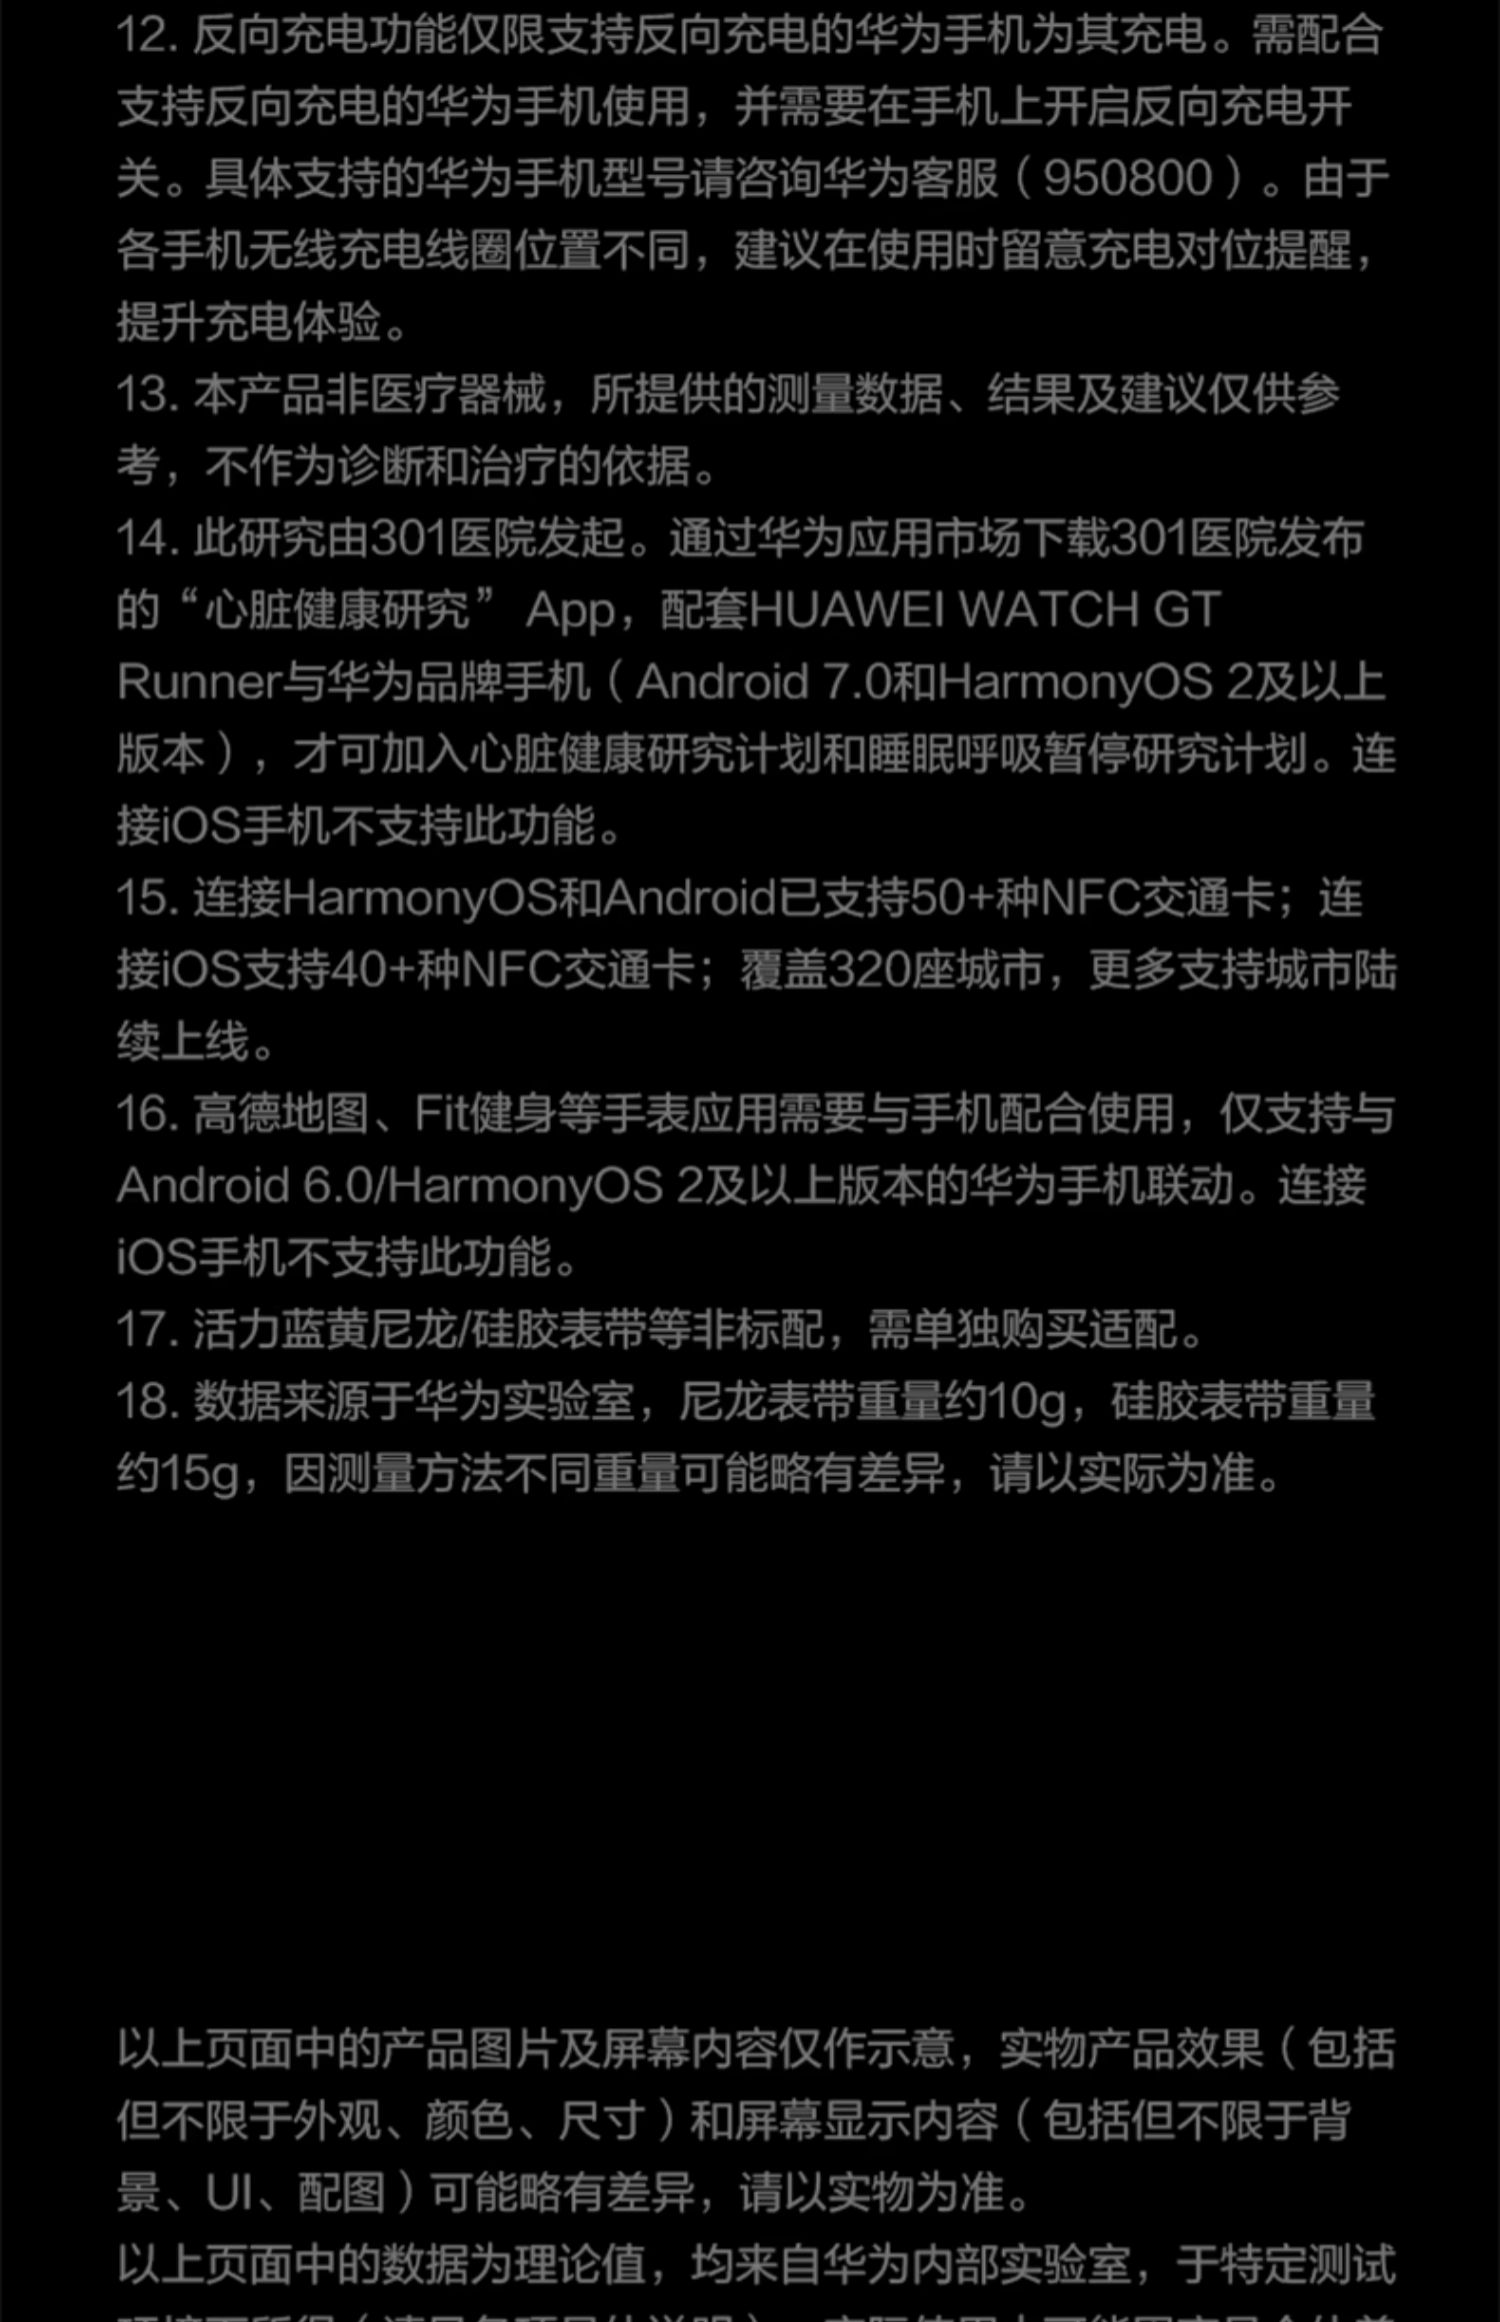 12. 反向充电功能仅限支持反向充电的华为手机为其充电。需配合
支持反向充电的华为手机使用，并需要在手机上开启反向充电开
关。具体支持的华为手机型号请咨询华为客服（950800）。由于
各手机无线充电线圈位置不同，建议在使用时留意充电对位提醒，
提升充电体验。
13. 本产品非医疗器械，所提供的测量数据、结果及建议仅供参
考，不作为诊断和治疗的依据。
14. 此研究由301医院发起。通过华为应用市场下载301医院发布
的“心脏健康研究” App，配套HUAWEI WATCH GT
Runner与华为品牌手机（Android 7.0和HarmonyOS 2及以上
版本），才可加入心脏健康研究计划和睡眠呼吸暂停研究计划。连
接iOS手机不支持此功能。
15. 连接HarmonyOS和Android已支持50+种NFC交通卡；连
接iOS支持40+种NFC交通卡；覆盖320座城市，更多支持城市陆
续上线。
16. 高德地图、Fit健身等手表应用需要与手机配合使用，仅支持与
Android 6.0/HarmonyOS 2及以上版本的华为手机联动。连接
iOS手机不支持此功能。
17. 活力蓝黄尼龙/硅胶表带等非标配，需单独购买适配。
18. 数据来源于华为实验室，尼龙表带重量约10g，硅胶表带重量
约15g，因测量方法不同重量可能略有差异，请以实际为准。
以上页面中的产品图片及屏幕内容仅作示意，实物产品效果（包括
但不限于外观、颜色、尺寸）和屏幕显示内容（包括但不限于背
景、UI、配图）可能略有差异，请以实物为准。
以上页面中的数据为理论值，均来自华为内部实验室，于特定测试